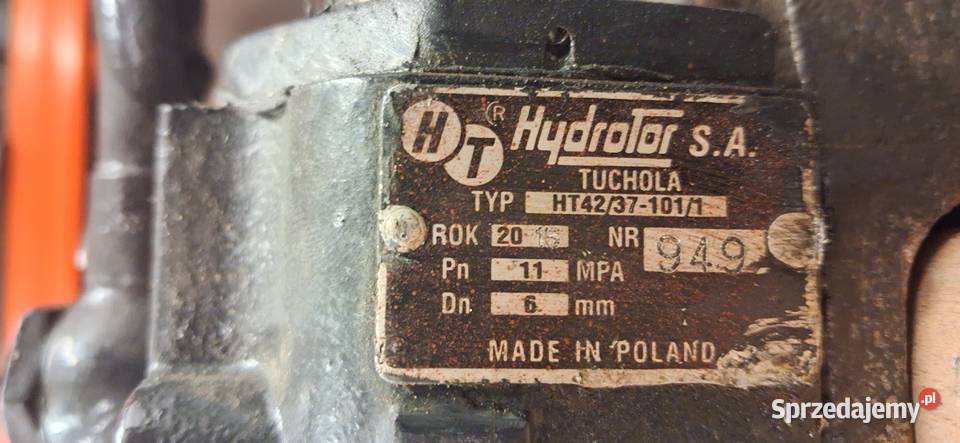 HT ® Hydrotor S.A.
TUCHOLA
TYP HT42/37-101/1
ROK 20 NR 949
Pn 11 MPA
Dn 6 mm
MADE IN POLAND
Sprzedajemy.pl